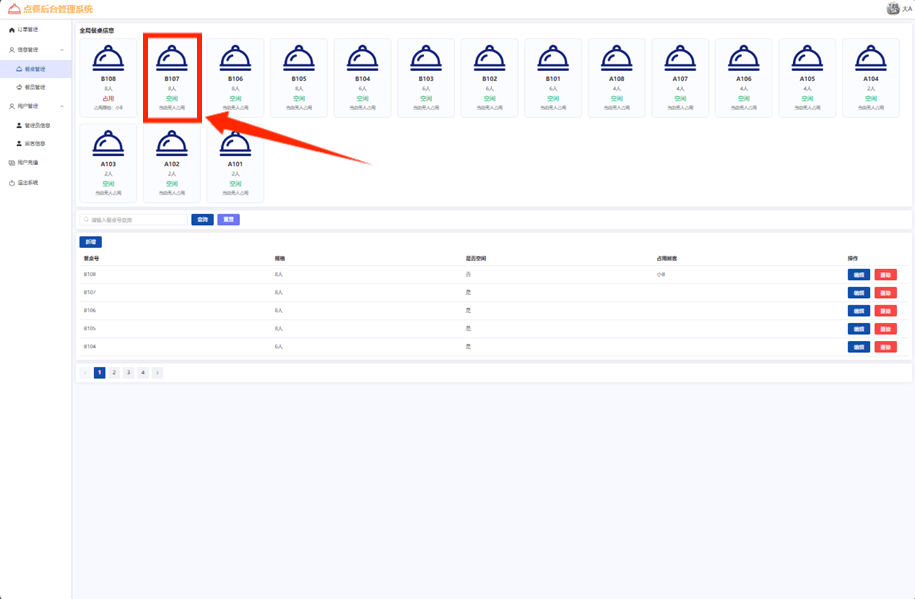 点餐后台管理系统
大A
订单管理
信息管理
餐桌管理
餐品管理
用户管理
管理员信息
顾客信息
用户充值
退出系统
全局餐桌信息
B108 B107 B106 B105 B104 B103 B102 B101 A108 A107 A106 A105 A104
8人 8人 8人 8人 6人 6人 6人 6人 4人 4人 4人 4人 2人
占用 空闲 空闲 空闲 空闲 空闲 空闲 空闲 空闲 空闲 空闲 空闲 空闲
占用顾客：小B 当前无人占用 当前无人占用 当前无人占用 当前无人占用 当前无人占用 当前无人占用 当前无人占用 当前无人占用 当前无人占用 当前无人占用 当前无人占用 当前无人占用
A103 A102 A101
2人 2人 2人
空闲 空闲 空闲
当前无人占用 当前无人占用 当前无人占用
请输入餐桌号查询 查询 重置
新增
餐桌号 规格 是否空闲 占用顾客 操作
B108 8人 否 小B 编辑 删除
B107 8人 是 编辑 删除
B106 8人 是 编辑 删除
B105 8人 是 编辑 删除
B104 6人 是 编辑 删除
1 2 3 4